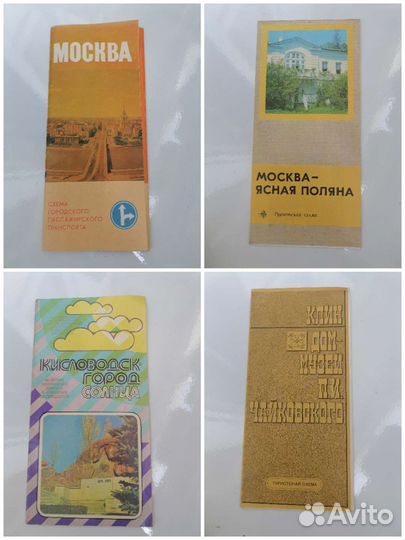 МОСКВА
СХЕМА
ГОРОДСКОГО
ПАССАЖИРСКОГО
ТРАНСПОРТА
МОСКВА–
ЯСНАЯ ПОЛЯНА
Туристская схема
КИСЛОВОДСК-
ГОРОД
СОЛНЦА
КЛИН
ДОМ-
МУЗЕЙ
П.И.
ЧАЙКОВСКОГО
ТУРИСТСКАЯ СХЕМА
Avito